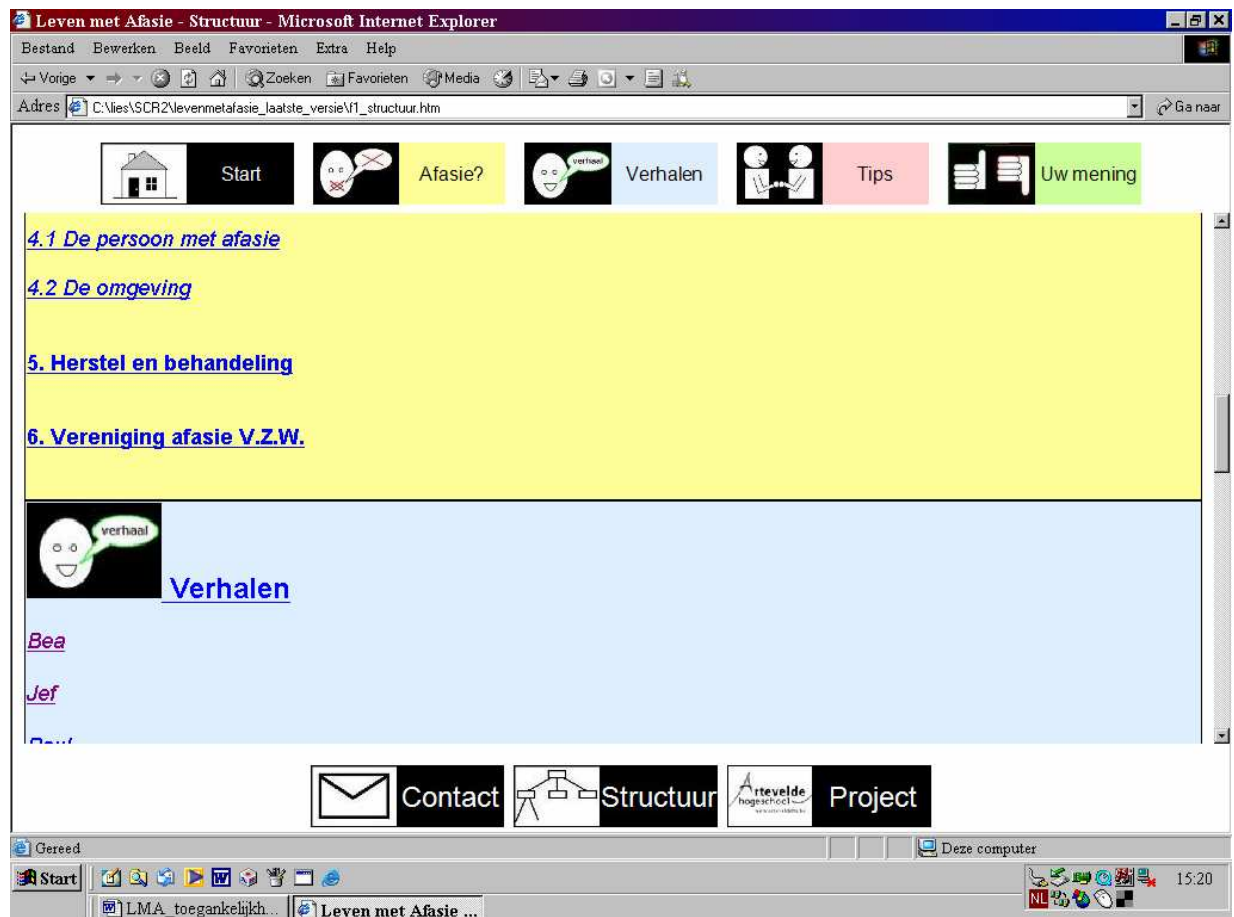 Leven met Afasie - Structuur - Microsoft Internet Explorer
Bestand Bewerken Beeld Favorieten Extra Help
Vorige Zoeken Favorieten Media
Adres C:\lies\SCR2\levenmetafasie_laatste_versie\f1_structuur.htm Ga naar
Start Afasie? verhaal Verhalen Tips Uw mening
4.1 De persoon met afasie
4.2 De omgeving
5. Herstel en behandeling
6. Vereniging afasie V.Z.W.
verhaal
Verhalen
Bea
Jef
Contact Structuur Artevelde hogeschool Project
Gereed Deze computer
Start 15:20
NL
LMA_toegankelijkh... Leven met Afasie ...